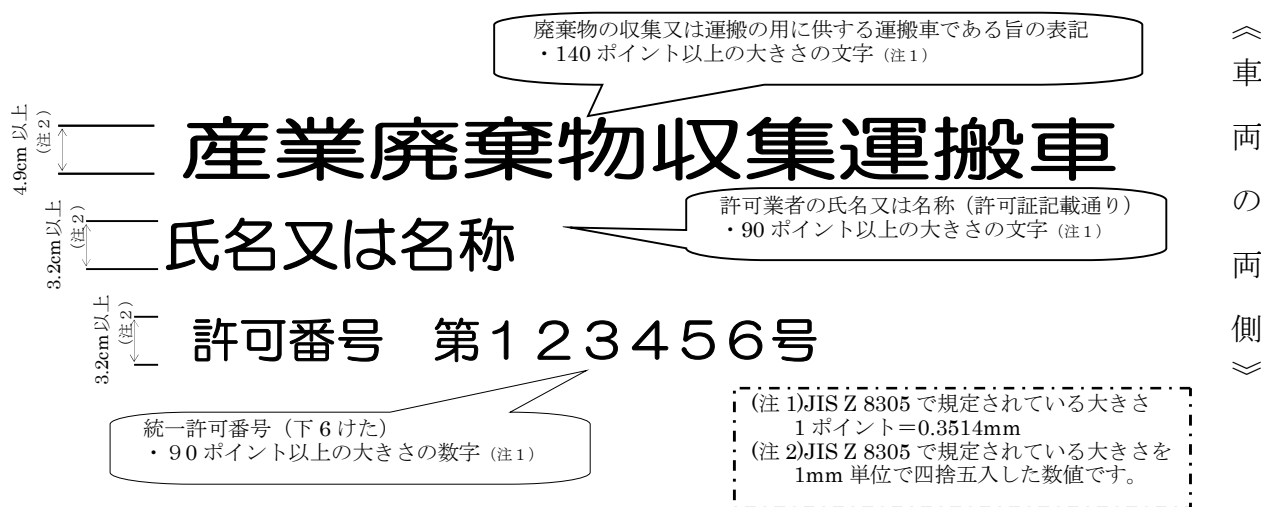 廃棄物の収集又は運搬の用に供する運搬車である旨の表記
・140 ポイント以上の大きさの文字（注１）
4.9cm 以上
（注２）
産業廃棄物収集運搬車
許可業者の氏名又は名称（許可証記載通り）
・90 ポイント以上の大きさの文字（注１）
3.2cm 以上
（注２）
氏名又は名称
3.2cm 以上
（注２）
許可番号　第１２３４５６号
統一許可番号（下 6 けた）
・９0 ポイント以上の大きさの数字（注１）
(注 1)JIS Z 8305 で規定されている大きさ
1 ポイント＝0.3514mm
(注 2)JIS Z 8305 で規定されている大きさを
1mm 単位で四捨五入した数値です。
≪車両の両側≫